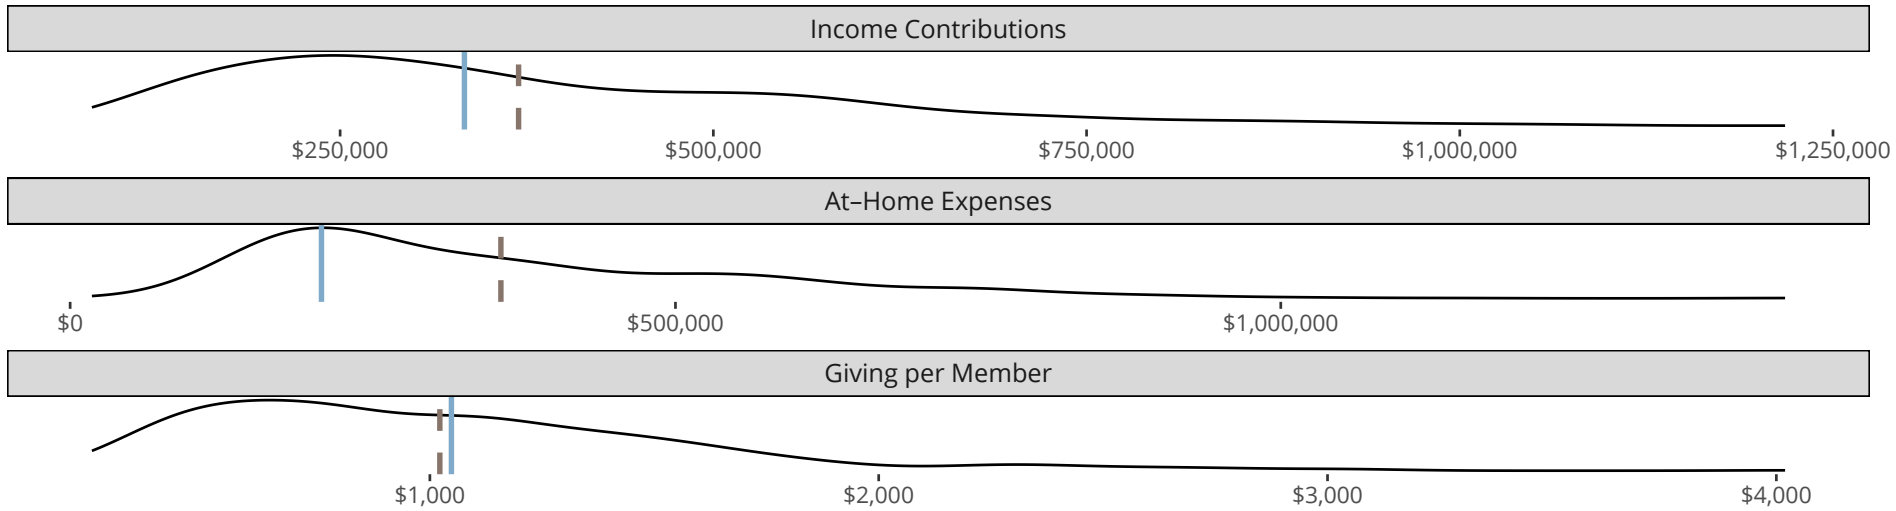 Income Contributions
$250,000 $500,000 $750,000 $1,000,000 $1,250,000
At–Home Expenses
$0 $500,000 $1,000,000
Giving per Member
$1,000 $2,000 $3,000 $4,000